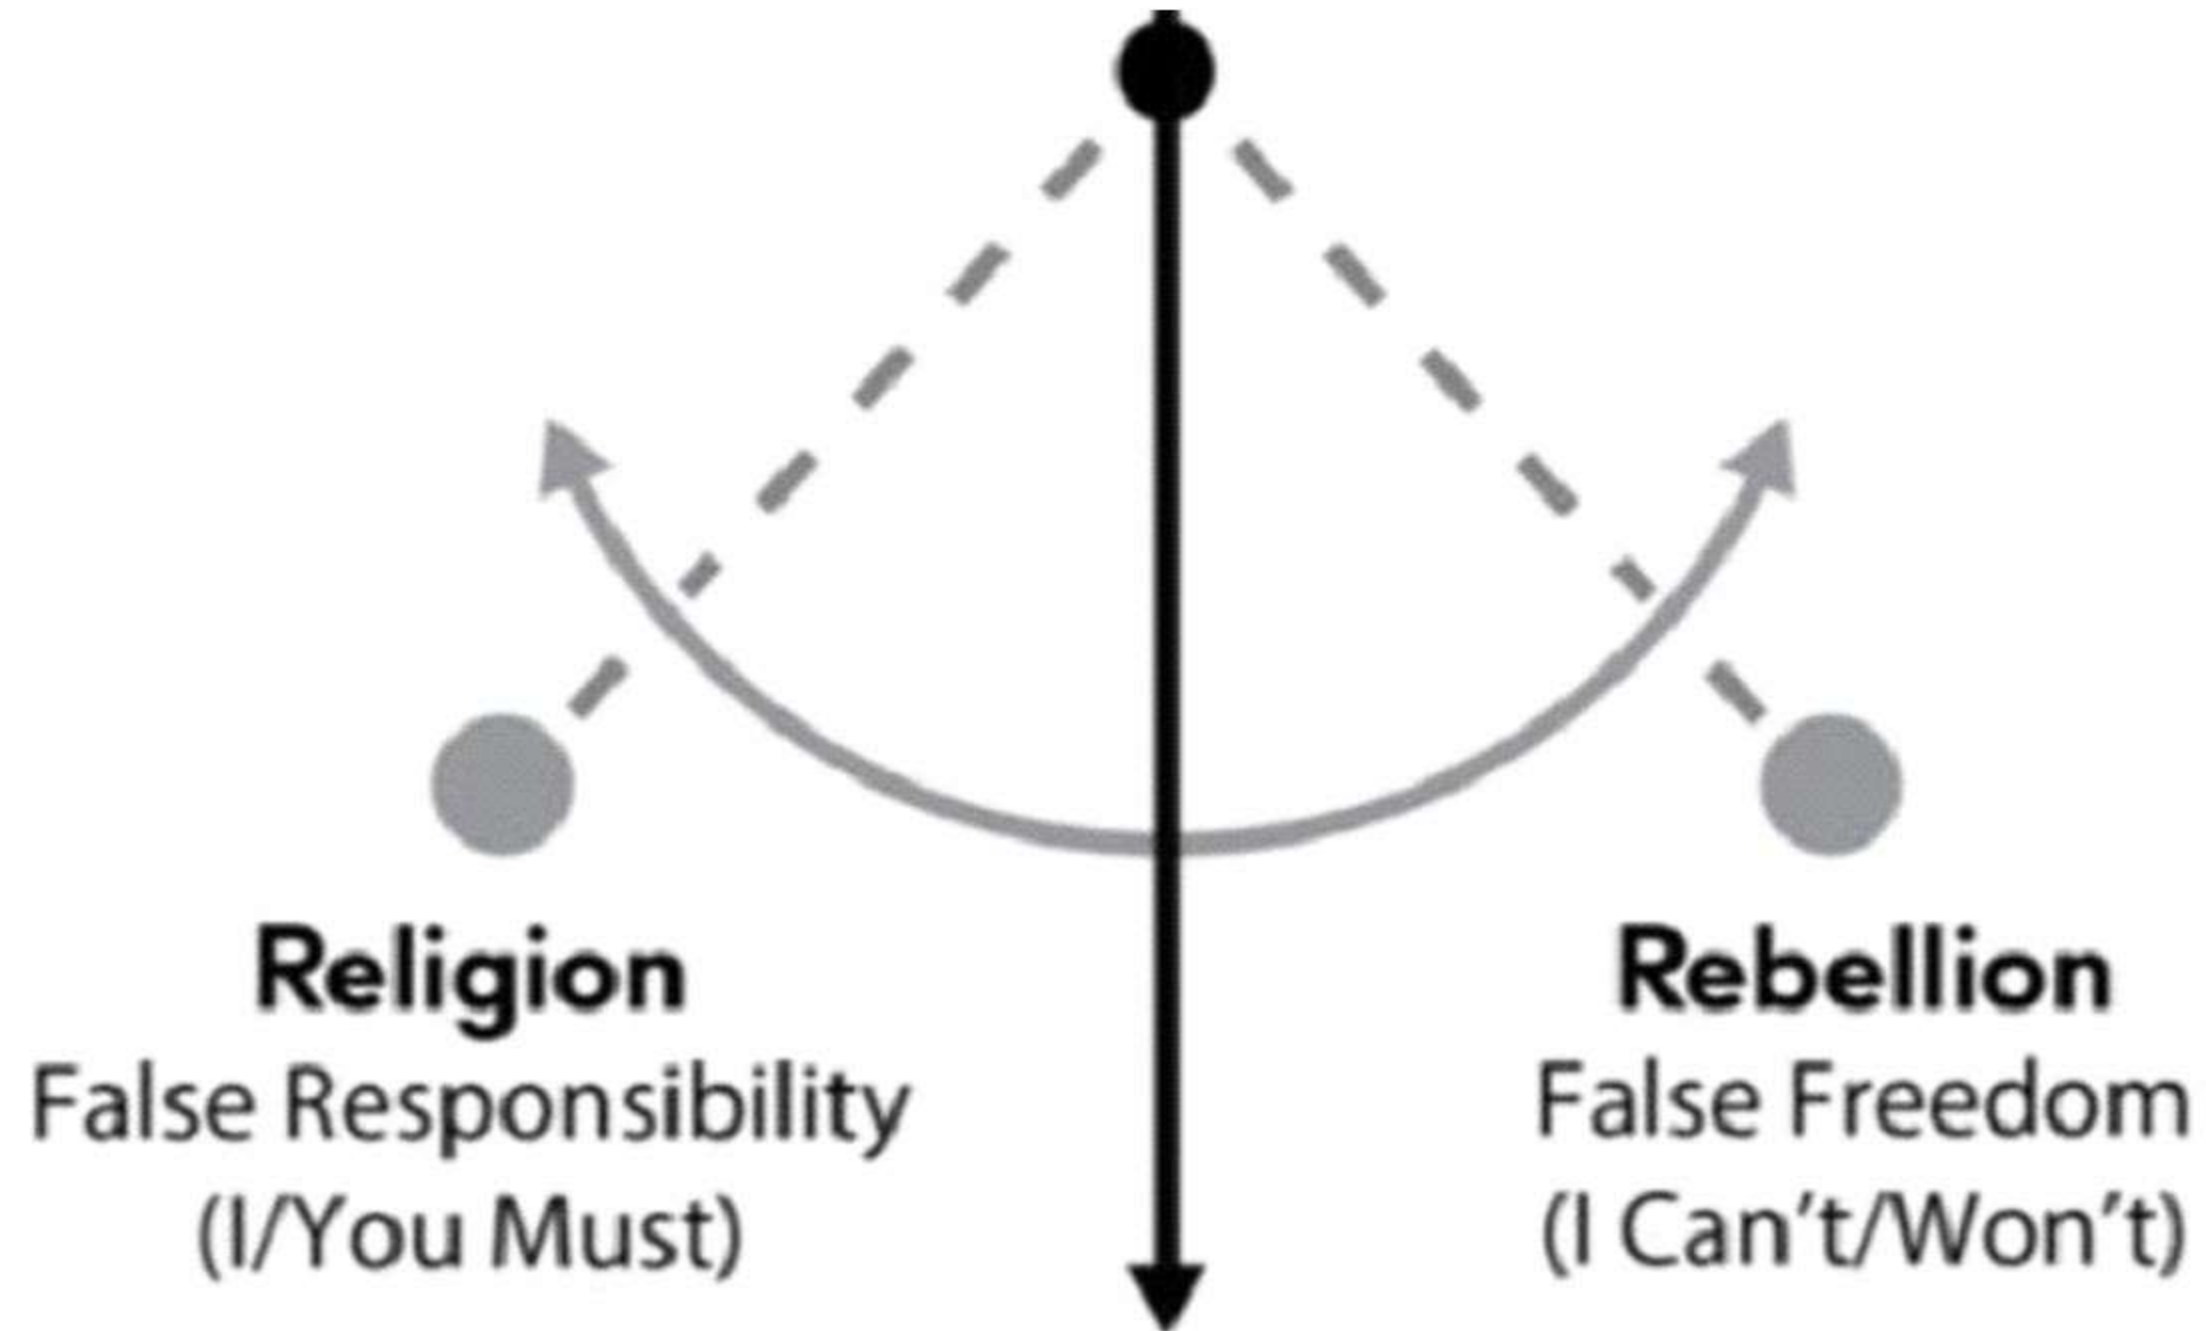 Religion
False Responsibility
(I/You Must)
Rebellion
False Freedom
(I Can't/Won't)